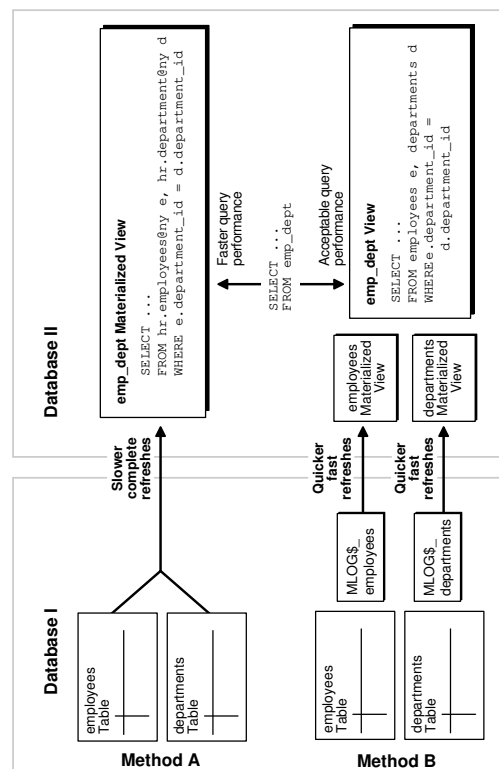 Database I
Database II
Method A
employees
Table
departments
Table
Slower
complete
refreshes
emp_dept Materialized View
SELECT ...
FROM hr.employees@ny e, hr.department@ny d
WHERE e.department_id = d.department_id
Faster query
performance
SELECT ...
FROM emp_dept
Acceptable query
performance
Method B
employees
Table
MLOG$_
employees
Quicker
fast
refreshes
employees
Materialized
View
departments
Table
MLOG$_
departments
Quicker
fast
refreshes
departments
Materialized
View
emp_dept View
SELECT ...
FROM employees e, departments d
WHERE e.department_id =
d.department_id